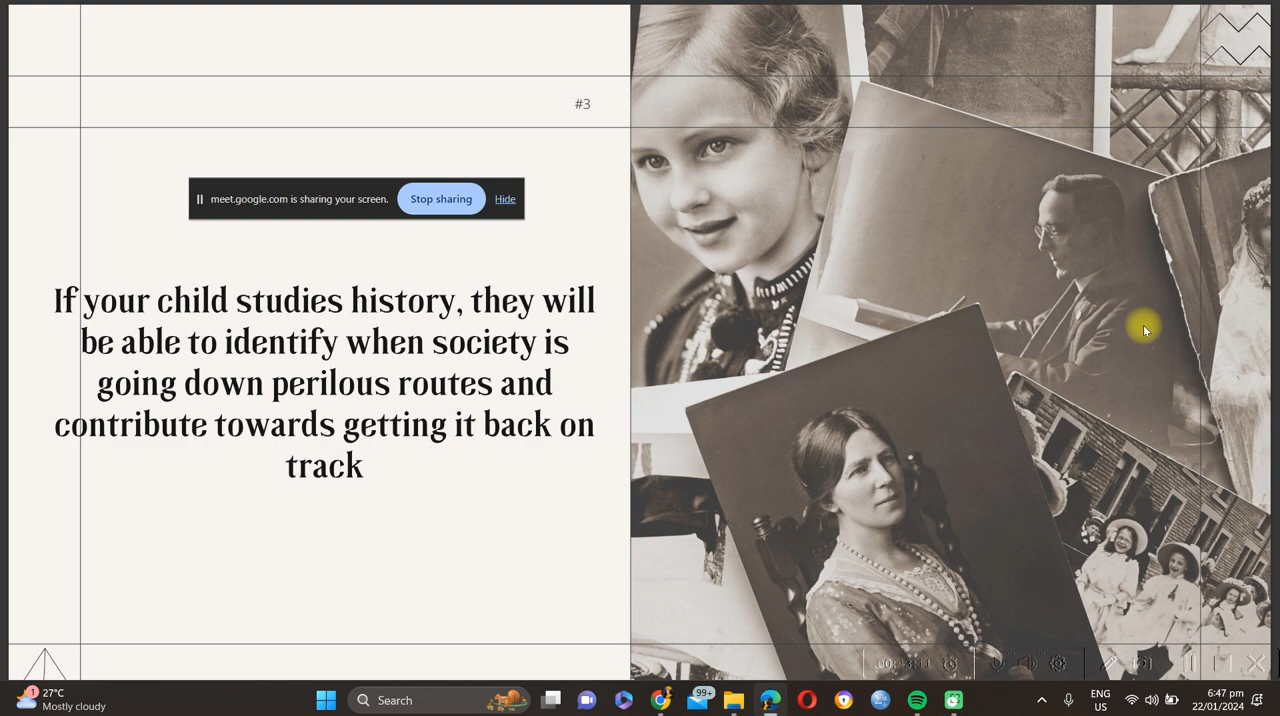 #3
meet.google.com is sharing your screen. Stop sharing Hide
If your child studies history, they will
be able to identify when society is
going down perilous routes and
contribute towards getting it back on
track
1 27°C
Mostly cloudy
Search
99+
ENG
US
6:47 pm
22/01/2024